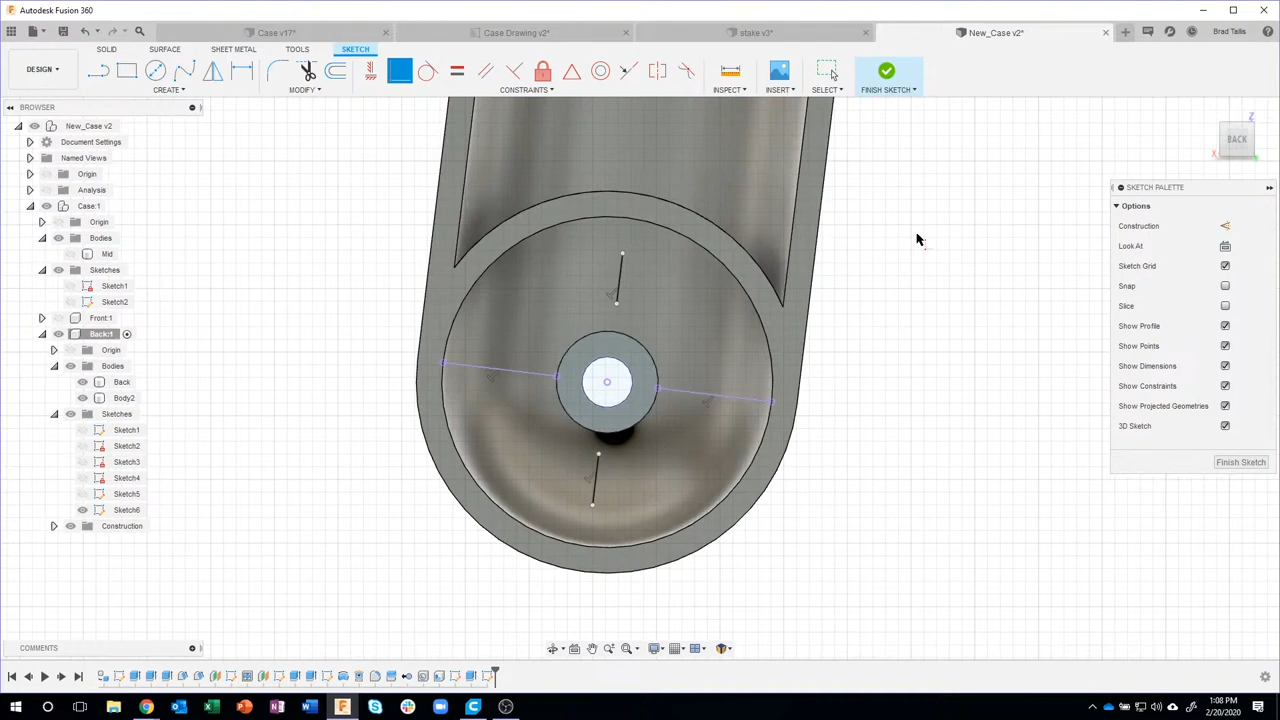 Autodesk Fusion 360
Case v17*
Case Drawing v2*
stake v3*
New_Case v2*
Brad Tallis
SOLID
SURFACE
SHEET METAL
TOOLS
SKETCH
DESIGN
CREATE
MODIFY
CONSTRAINTS
INSPECT
INSERT
SELECT
FINISH SKETCH
BROWSER
New_Case v2
Document Settings
Named Views
Origin
Analysis
Case:1
Origin
Bodies
Mid
Sketches
Sketch1
Sketch2
Front:1
Back:1
Origin
Bodies
Back
Body2
Sketches
Sketch1
Sketch2
Sketch3
Sketch4
Sketch5
Sketch6
Construction
Z
BACK
X
SKETCH PALETTE
Options
Construction
Look At
Sketch Grid
Snap
Slice
Show Profile
Show Points
Show Dimensions
Show Constraints
Show Projected Geometries
3D Sketch
Finish Sketch
COMMENTS
1:08 PM
2/20/2020